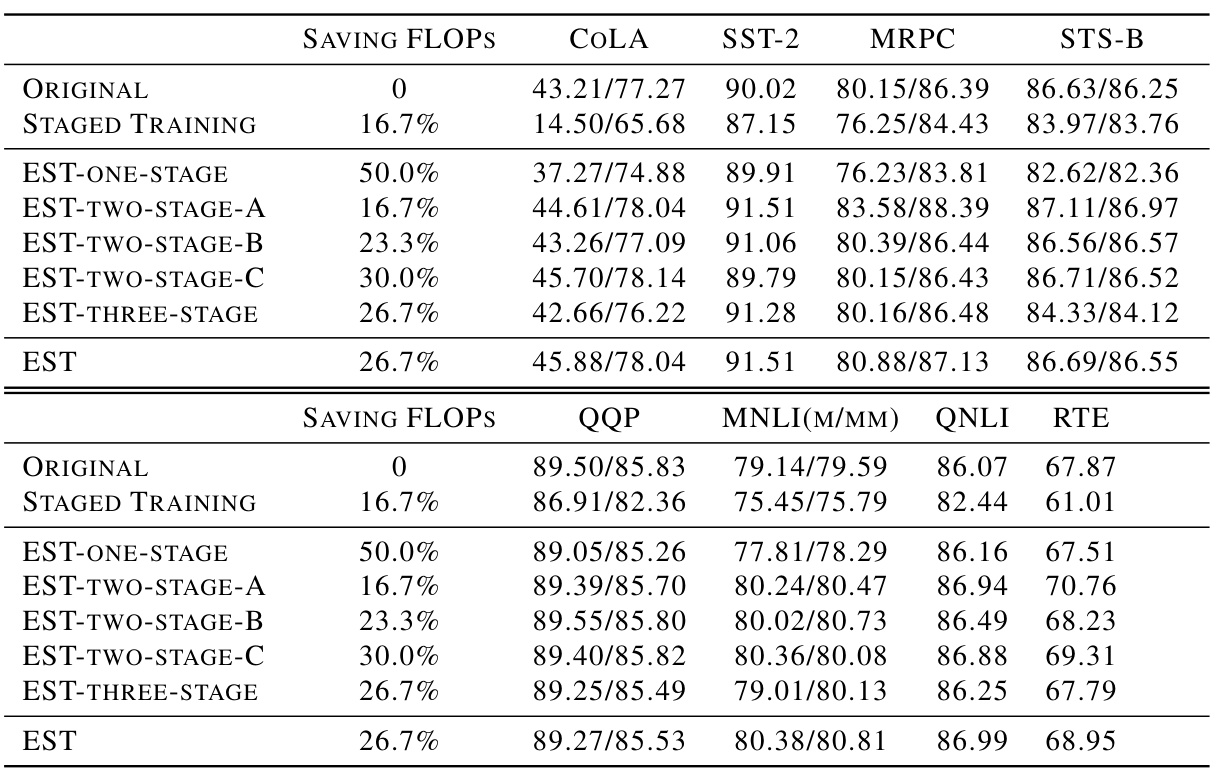 SAVING FLOPS COLA SST-2 MRPC STS-B
ORIGINAL 0 43.21/77.27 90.02 80.15/86.39 86.63/86.25
STAGED TRAINING 16.7% 14.50/65.68 87.15 76.25/84.43 83.97/83.76
EST-ONE-STAGE 50.0% 37.27/74.88 89.91 76.23/83.81 82.62/82.36
EST-TWO-STAGE-A 16.7% 44.61/78.04 91.51 83.58/88.39 87.11/86.97
EST-TWO-STAGE-B 23.3% 43.26/77.09 91.06 80.39/86.44 86.56/86.57
EST-TWO-STAGE-C 30.0% 45.70/78.14 89.79 80.15/86.43 86.71/86.52
EST-THREE-STAGE 26.7% 42.66/76.22 91.28 80.16/86.48 84.33/84.12
EST 26.7% 45.88/78.04 91.51 80.88/87.13 86.69/86.55
SAVING FLOPS QQP MNLI(M/MM) QNLI RTE
ORIGINAL 0 89.50/85.83 79.14/79.59 86.07 67.87
STAGED TRAINING 16.7% 86.91/82.36 75.45/75.79 82.44 61.01
EST-ONE-STAGE 50.0% 89.05/85.26 77.81/78.29 86.16 67.51
EST-TWO-STAGE-A 16.7% 89.39/85.70 80.24/80.47 86.94 70.76
EST-TWO-STAGE-B 23.3% 89.55/85.80 80.02/80.73 86.49 68.23
EST-TWO-STAGE-C 30.0% 89.40/85.82 80.36/80.08 86.88 69.31
EST-THREE-STAGE 26.7% 89.25/85.49 79.01/80.13 86.25 67.79
EST 26.7% 89.27/85.53 80.38/80.81 86.99 68.95